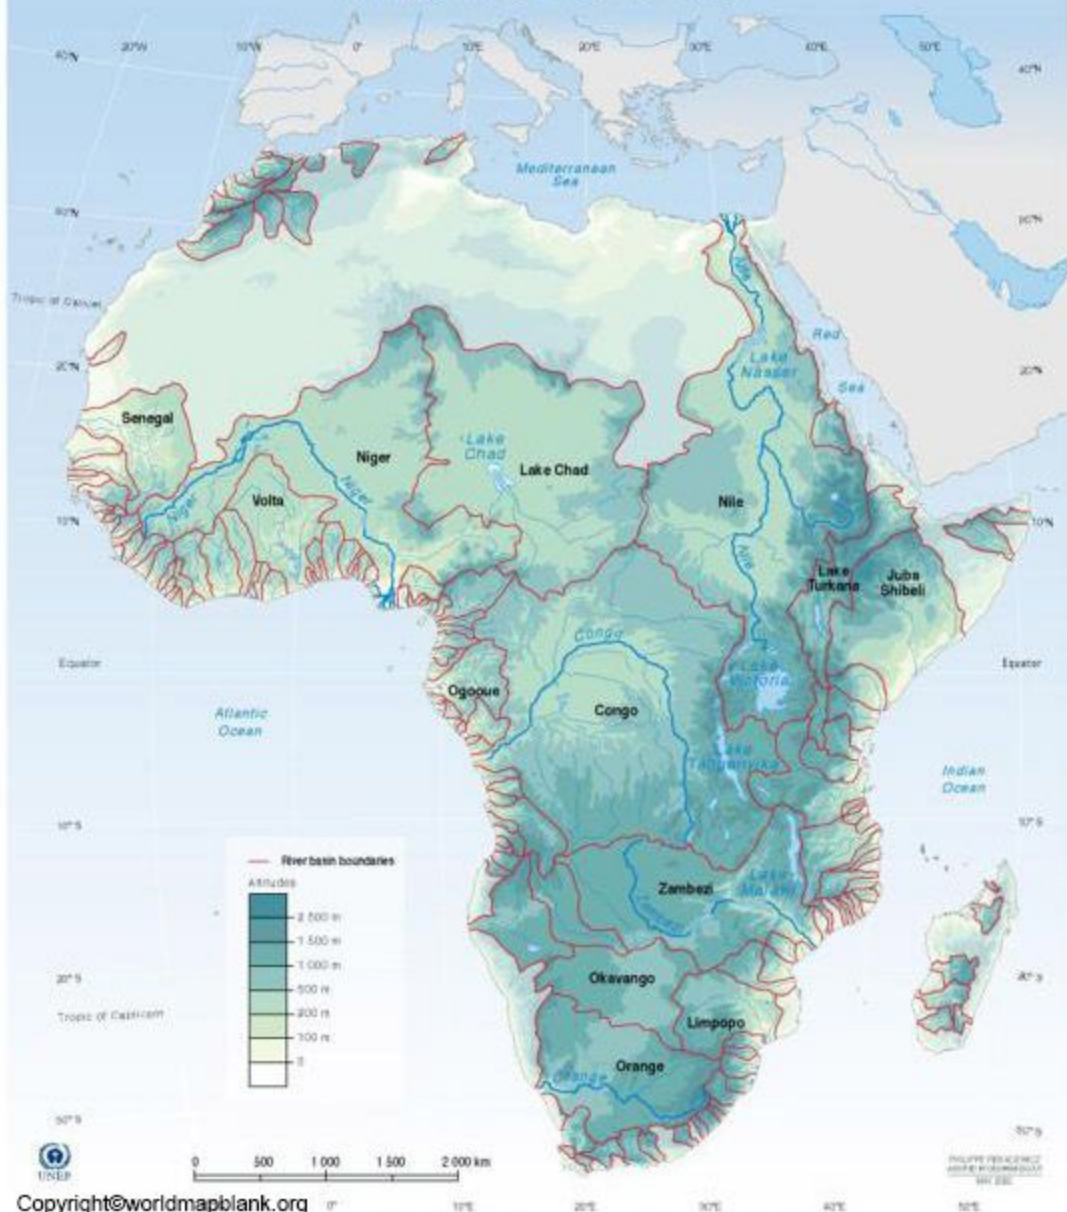 20°W
10°W
0°
10°E
20°E
30°E
40°E
50°E
40°N
40°N
Mediterranean
Sea
Nile
Tropic of Cancer
Red
Sea
20°N
20°N
Lake
Nasser
Senegal
Niger
Lake
Chad
Lake Chad
Niger
Niger
Volta
Nile
Nile
10°N
10°N
Lake
Turkana
Juba
Shibeli
Congo
Equator
Equator
Lake
Victoria
Ogooue
Congo
Atlantic
Ocean
Lake
Tanganyika
Indian
Ocean
10°S
10°S
River basin boundaries
Altitudes
2 500 m
1 500 m
1 000 m
500 m
200 m
100 m
0
Zambezi
Lake
Malawi
20°S
Okavango
Tropic of Capricorn
Limpopo
Orange
Orange
UNEP
0
500
1 000
1 500
2 000 km
Copyright©worldmapblank.org
0°
10°E
20°E
30°E
40°E
50°E